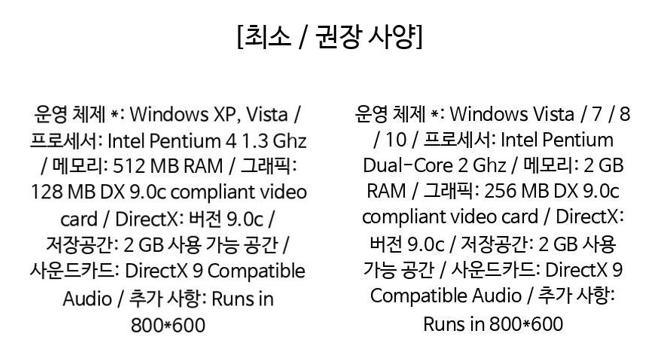 [최소 / 권장 사양]
운영 체제 *: Windows XP, Vista /
프로세서: Intel Pentium 4 1.3 Ghz
/ 메모리: 512 MB RAM / 그래픽:
128 MB DX 9.0c compliant video
card / DirectX: 버전 9.0c /
저장공간: 2 GB 사용 가능 공간 /
사운드카드: DirectX 9 Compatible
Audio / 추가 사항: Runs in
800*600
운영 체제 *: Windows Vista / 7 / 8
/ 10 / 프로세서: Intel Pentium
Dual-Core 2 Ghz / 메모리: 2 GB
RAM / 그래픽: 256 MB DX 9.0c
compliant video card / DirectX:
버전 9.0c / 저장공간: 2 GB 사용
가능 공간 / 사운드카드: DirectX 9
Compatible Audio / 추가 사항:
Runs in 800*600